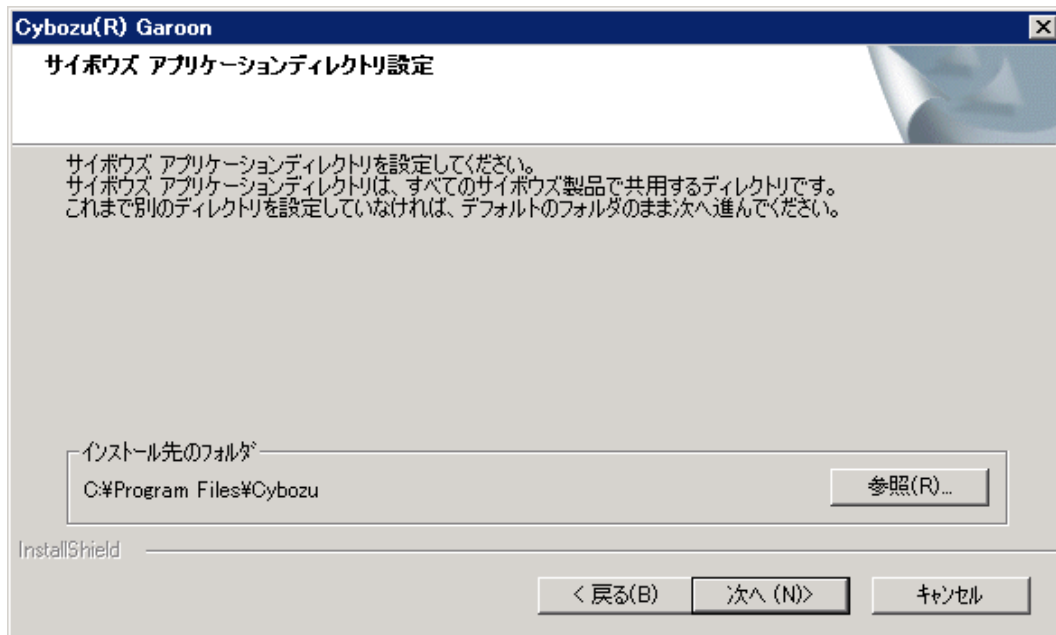 Cybozu(R) Garoon
サイボウズ アプリケーションディレクトリ設定
サイボウズ アプリケーションディレクトリを設定してください。
サイボウズ アプリケーションディレクトリは、すべてのサイボウズ製品で共用するディレクトリです。
これまで別のディレクトリを設定していなければ、デフォルトのフォルダのまま次へ進んでください。
インストール先のフォルダ
C:¥Program Files¥Cybozu
参照(R)...
InstallShield
< 戻る(B)
次へ (N)>
キャンセル